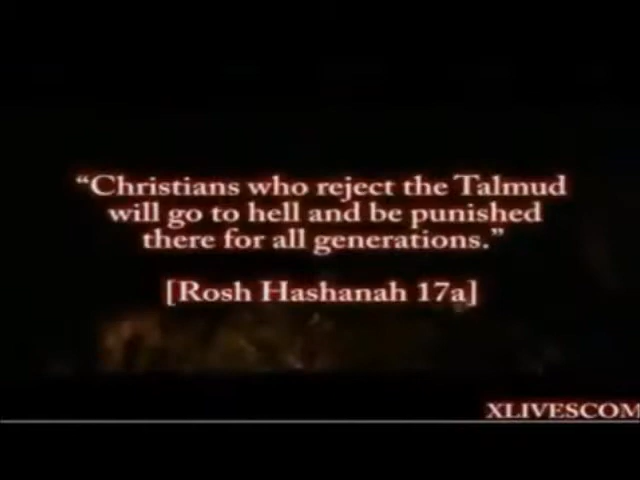 “Christians who reject the Talmud
will go to hell and be punished
there for all generations.”
[Rosh Hashanah 17a]
XLIVESCOM